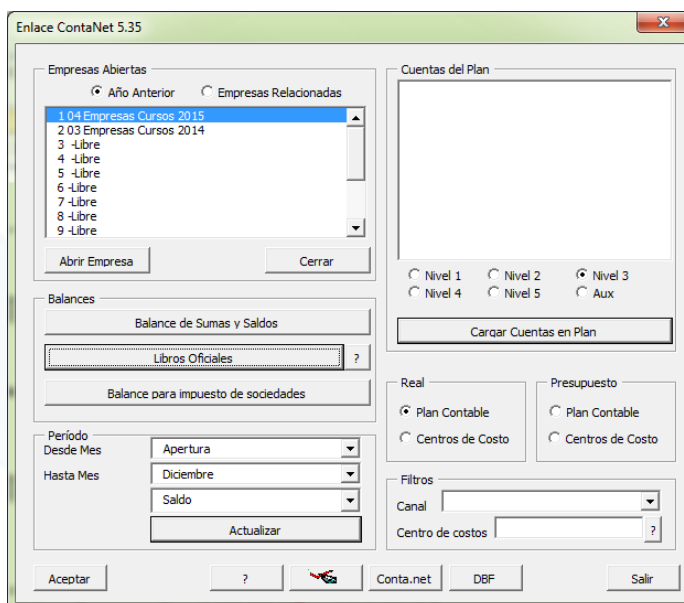 Enlace ContaNet 5.35
Empresas Abiertas
Año Anterior
Empresas Relacionadas
1 04 Empresas Cursos 2015
2 03 Empresas Cursos 2014
3 -Libre
4 -Libre
5 -Libre
6 -Libre
7 -Libre
8 -Libre
9 -Libre
Abrir Empresa
Cerrar
Balances
Balance de Sumas y Saldos
Libros Oficiales
?
Balance para impuesto de sociedades
Período
Desde Mes
Apertura
Hasta Mes
Diciembre
Saldo
Actualizar
Cuentas del Plan
Nivel 1
Nivel 2
Nivel 3
Nivel 4
Nivel 5
Aux
Cargar Cuentas en Plan
Real
Plan Contable
Centros de Costo
Presupuesto
Plan Contable
Centros de Costo
Filtros
Canal
Centro de costos
?
Aceptar
?
Conta.net
DBF
Salir